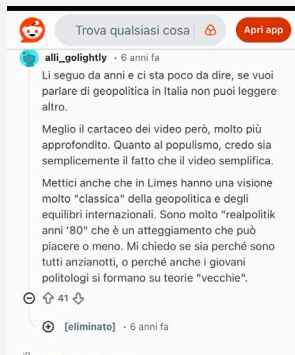 Trova qualsiasi cosa
Apri app
alli_golightly • 6 anni fa
Li seguo da anni e ci sta poco da dire, se vuoi
parlare di geopolitica in Italia non puoi leggere
altro.
Meglio il cartaceo dei video però, molto più
approfondito. Quanto al populismo, credo sia
semplicemente il fatto che il video semplifica.
Mettici anche che in Limes hanno una visione
molto "classica" della geopolitica e degli
equilibri internazionali. Sono molto "realpolitik
anni '80" che è un atteggiamento che può
piacere o meno. Mi chiedo se sia perché sono
tutti anzianotti, o perché anche i giovani
politologi si formano su teorie "vecchie".
41
[eliminato] • 6 anni fa